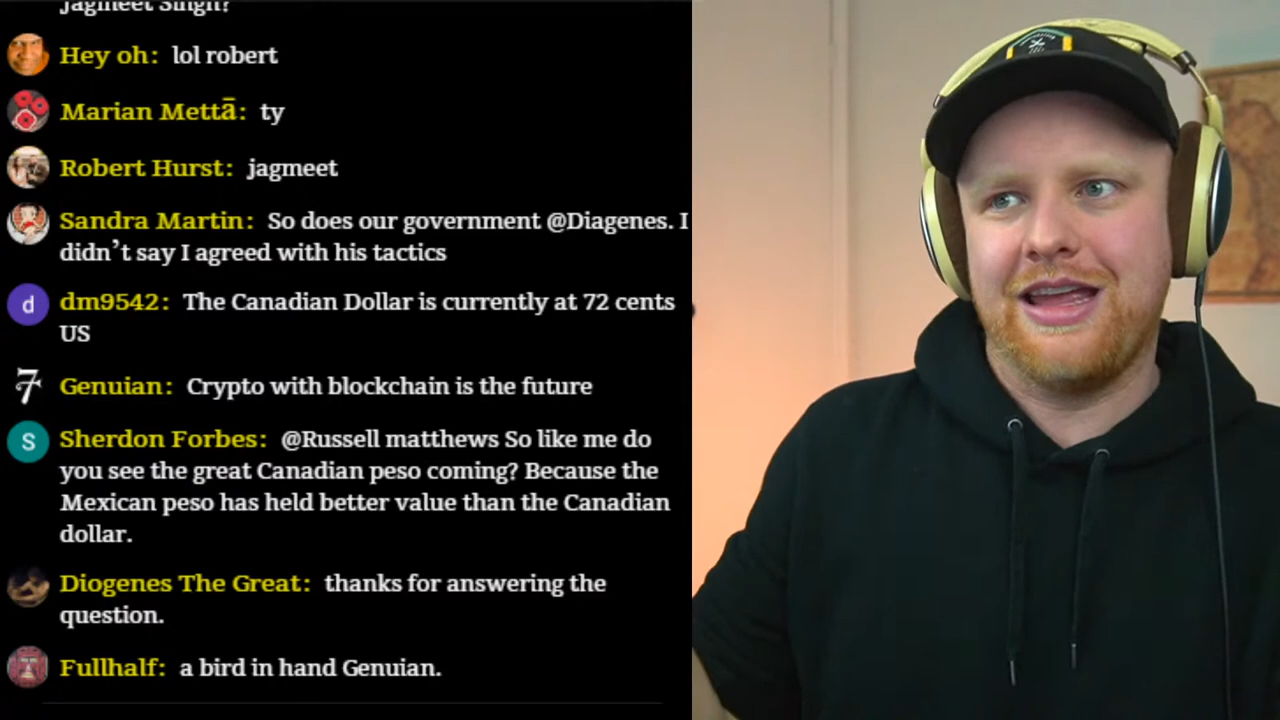 jagmeet Singh?
Hey oh: lol robert
Marian Mettā: ty
Robert Hurst: jagmeet
Sandra Martin: So does our government @Diagenes. I
didn't say I agreed with his tactics
d dm9542: The Canadian Dollar is currently at 72 cents
US
7 Genuian: Crypto with blockchain is the future
S Sherdon Forbes: @Russell matthews So like me do
you see the great Canadian peso coming? Because the
Mexican peso has held better value than the Canadian
dollar.
Diogenes The Great: thanks for answering the
question.
Fullhalf: a bird in hand Genuian.